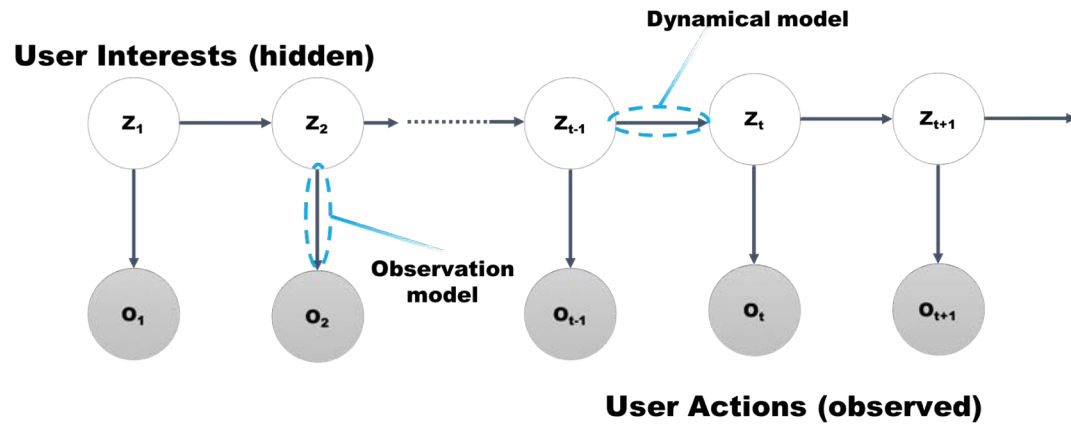 Dynamical model
User Interests (hidden)
Z₁ Z₂ Zₜ₋₁ Zₜ Zₜ₊₁
Observation
model
O₁ O₂ Oₜ₋₁ Oₜ Oₜ₊₁
User Actions (observed)